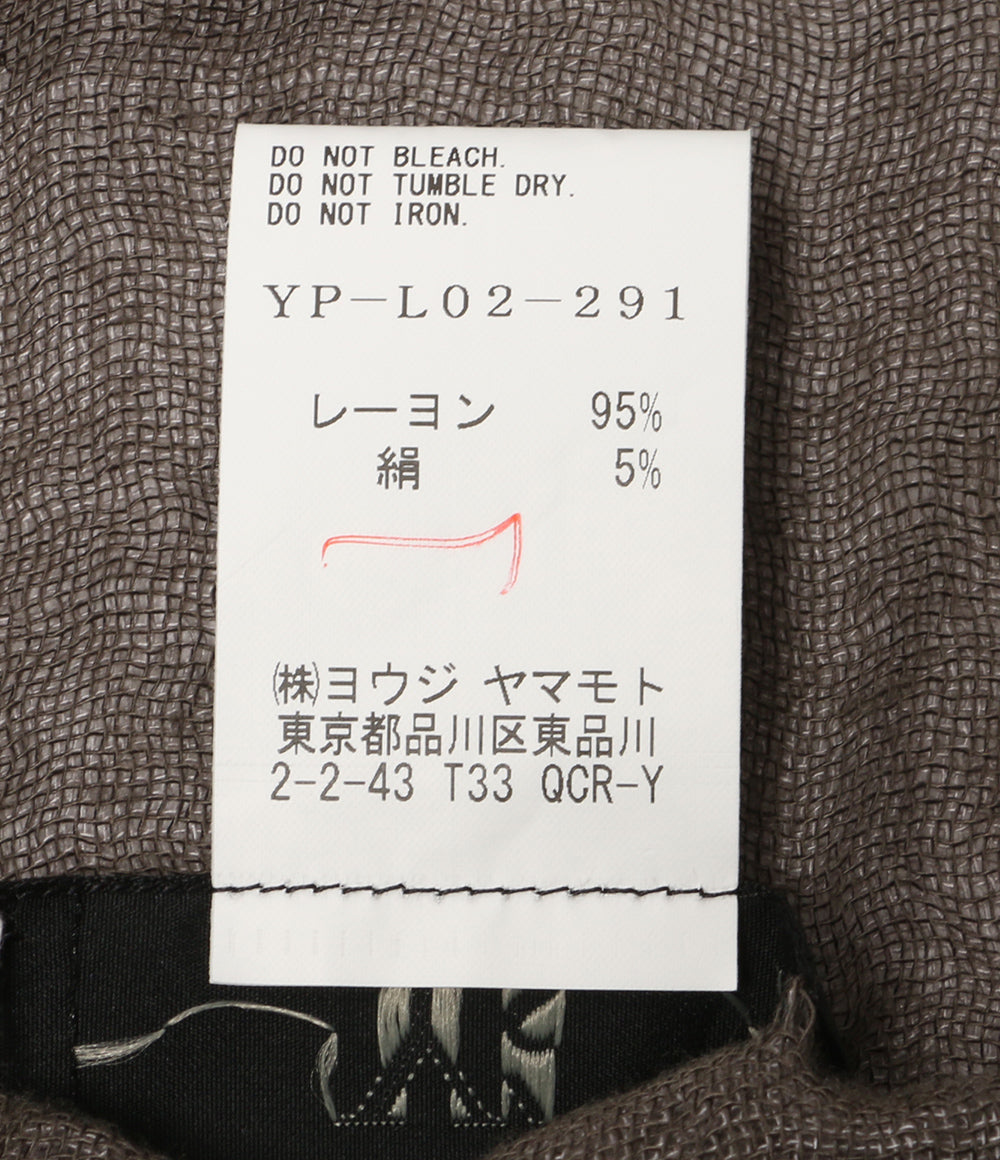 DO NOT BLEACH.
DO NOT TUMBLE DRY.
DO NOT IRON.
YP-L02-291
レーヨン 95%
絹 5%
㈱ヨウジ ヤマモト
東京都品川区東品川
2-2-43 T33 QCR-Y